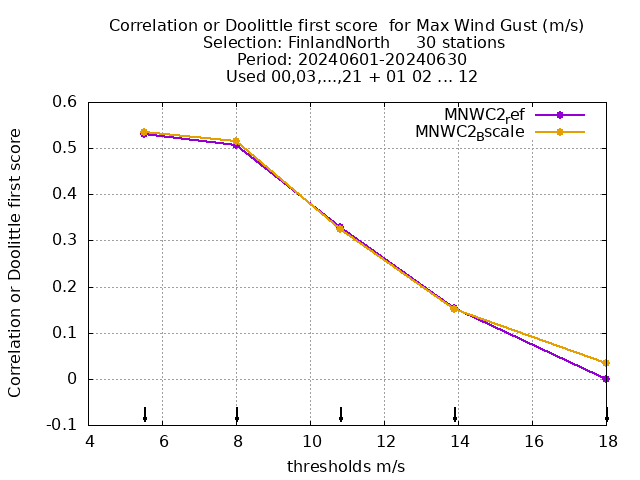 Correlation or Doolittle first score  for Max Wind Gust (m/s)
Selection: FinlandNorth     30 stations
Period: 20240601-20240630
Used 00,03,...,21 + 01 02 ... 12
MNWC2ref
MNWC2Bscale
Correlation or Doolittle first score
0.6
0.5
0.4
0.3
0.2
0.1
0
-0.1
4 6 8 10 12 14 16 18
thresholds m/s